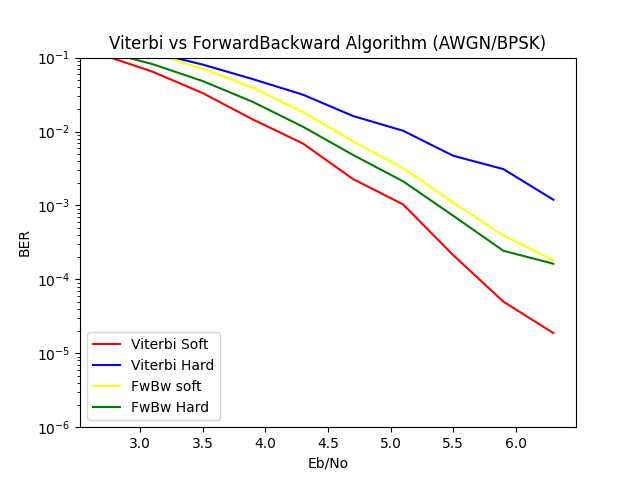 Viterbi vs ForwardBackward Algorithm (AWGN/BPSK)
10⁻¹
10⁻²
10⁻³
10⁻⁴
10⁻⁵
10⁻⁶
BER
Viterbi Soft
Viterbi Hard
FwBw soft
FwBw Hard
3.0 3.5 4.0 4.5 5.0 5.5 6.0
Eb/No